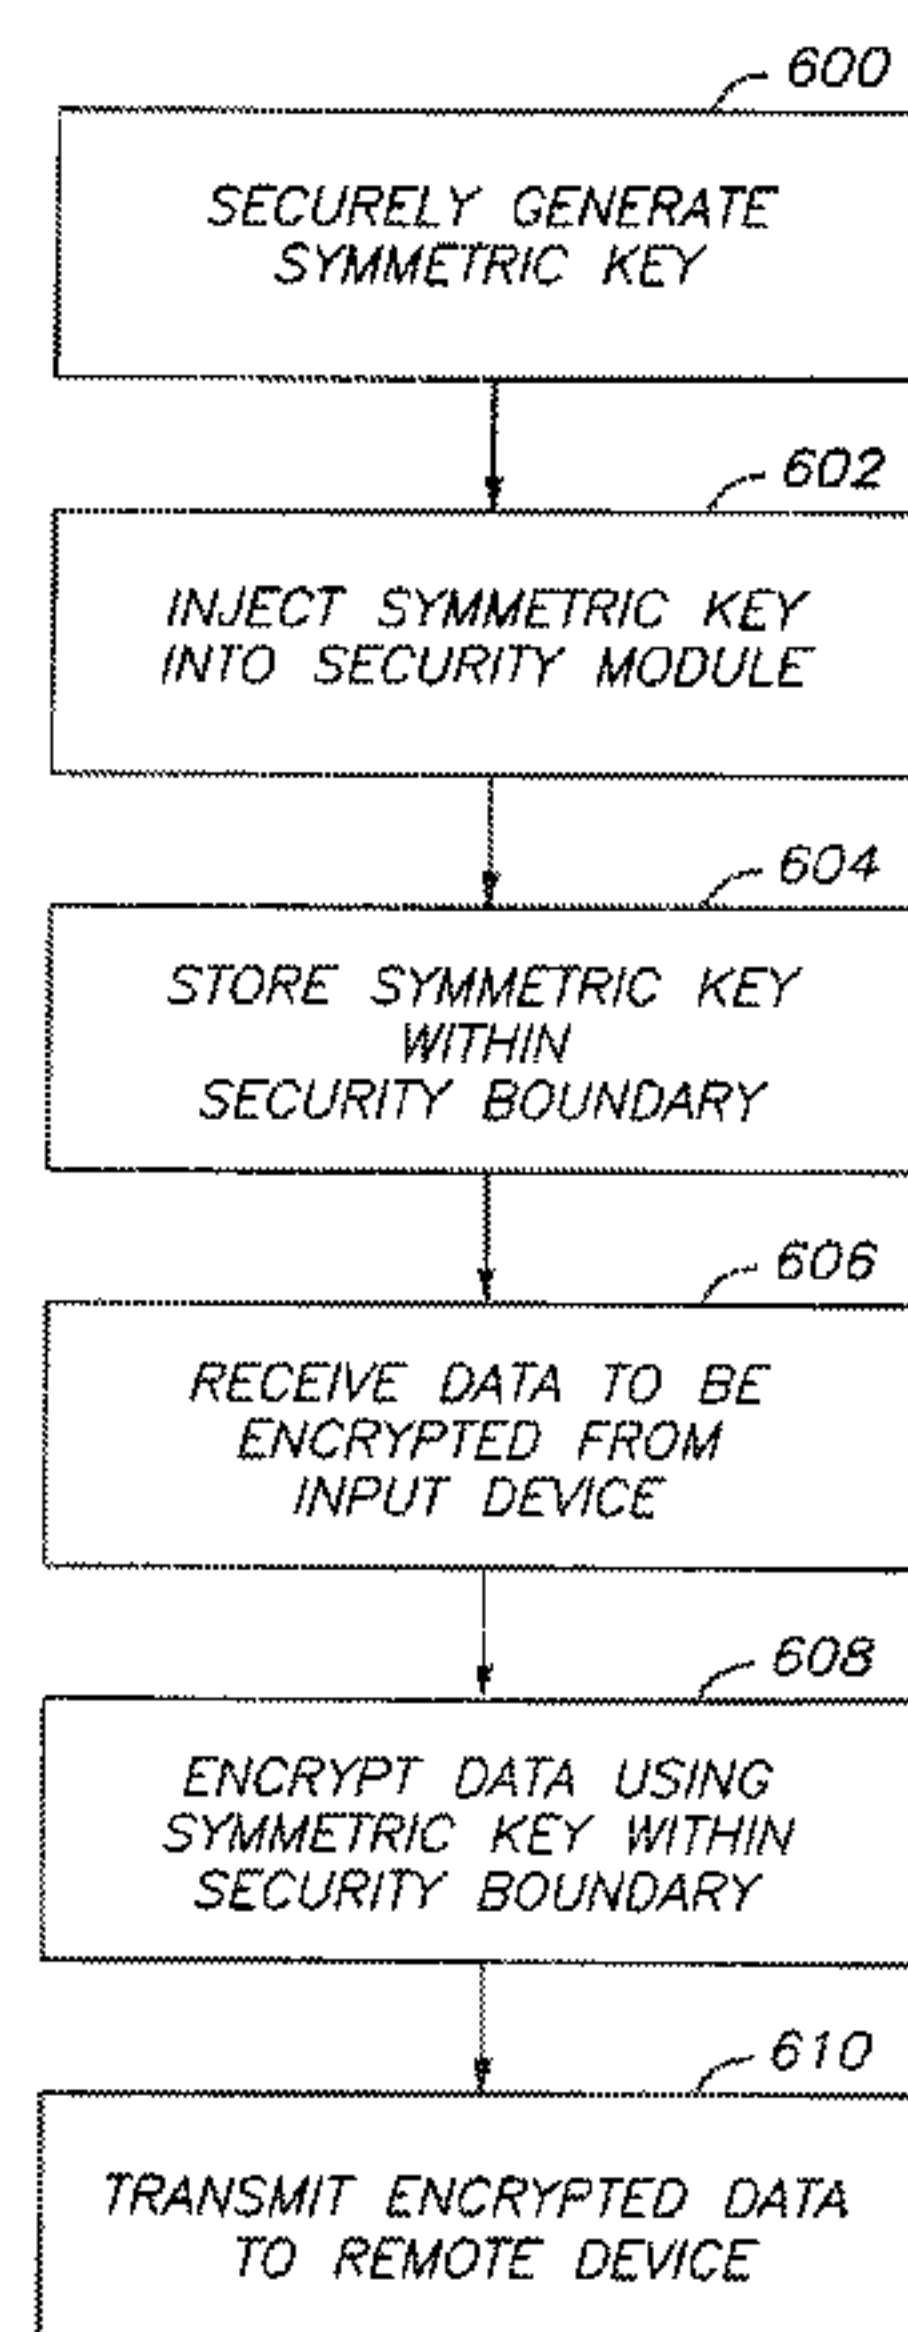 600
SECURELY GENERATE
SYMMETRIC KEY
602
INJECT SYMMETRIC KEY
INTO SECURITY MODULE
604
STORE SYMMETRIC KEY
WITHIN
SECURITY BOUNDARY
606
RECEIVE DATA TO BE
ENCRYPTED FROM
INPUT DEVICE
608
ENCRYPT DATA USING
SYMMETRIC KEY WITHIN
SECURITY BOUNDARY
610
TRANSMIT ENCRYPTED DATA
TO REMOTE DEVICE